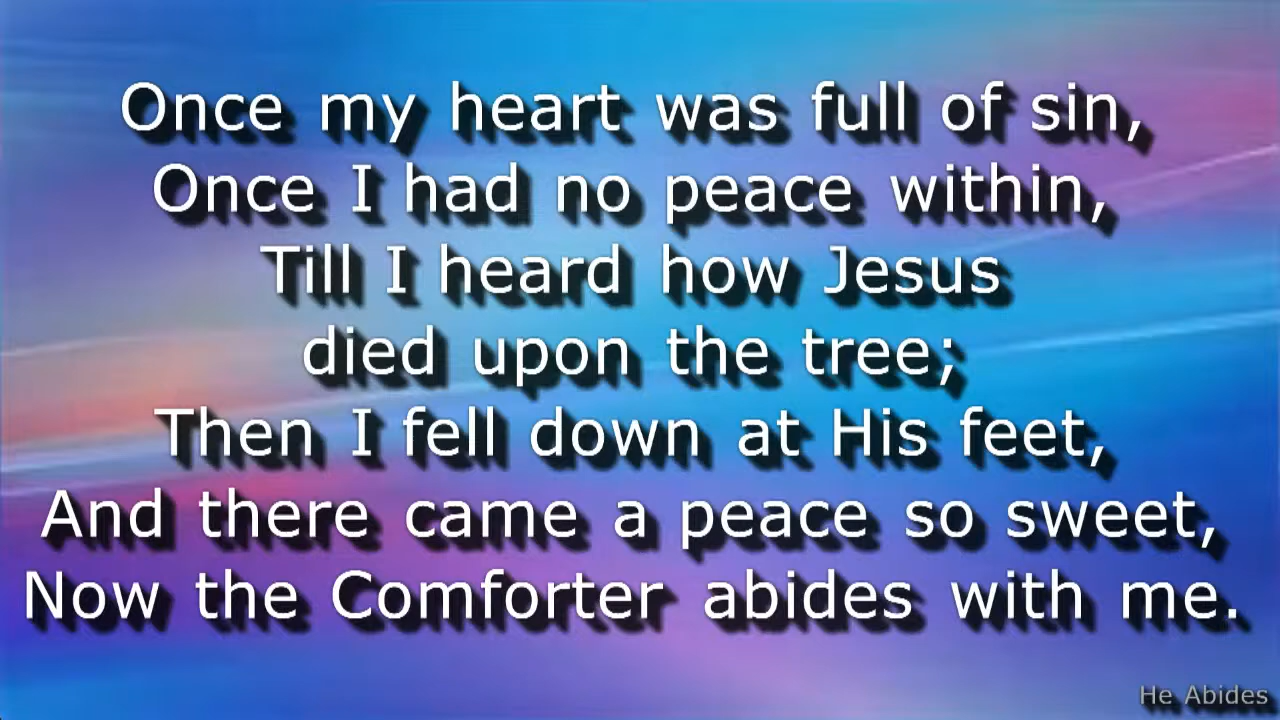 Once my heart was full of sin,
Once I had no peace within,
Till I heard how Jesus
died upon the tree;
Then I fell down at His feet,
And there came a peace so sweet,
Now the Comforter abides with me.
He Abides